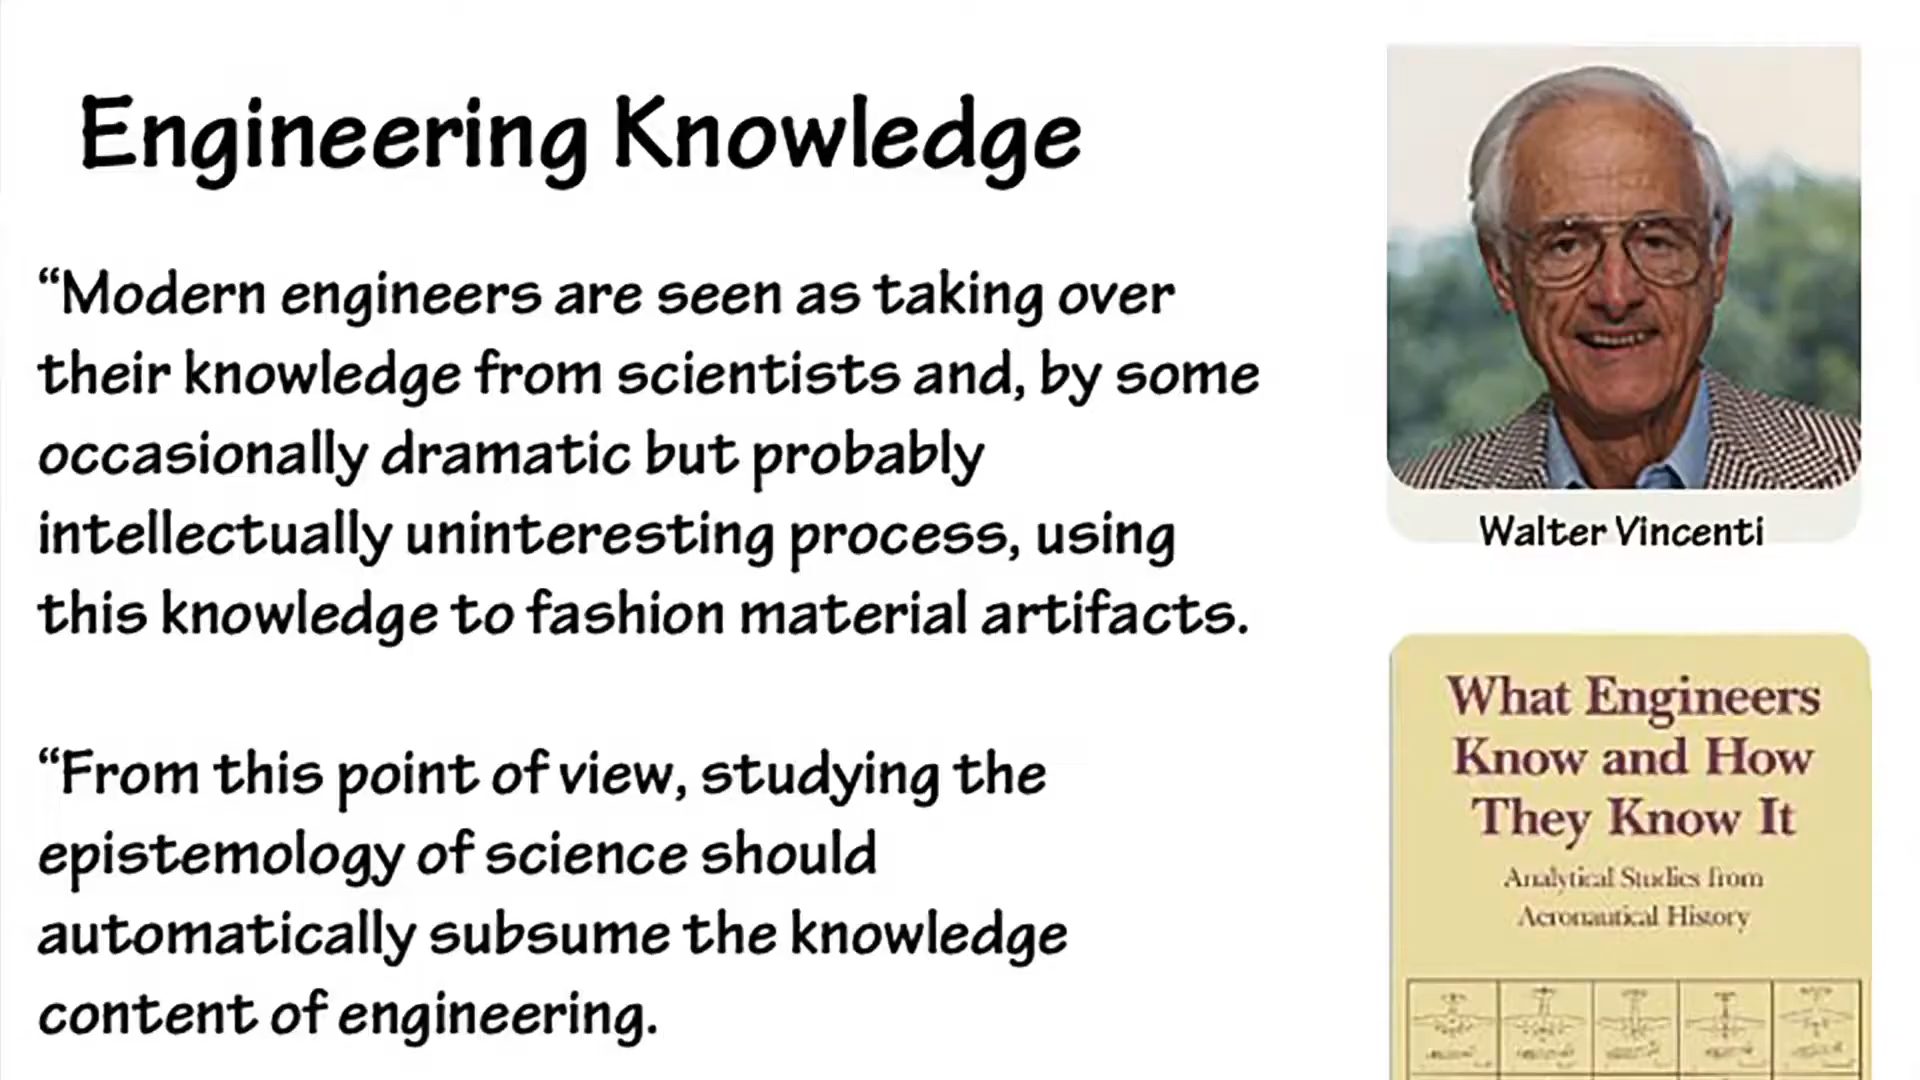 Engineering Knowledge
“Modern engineers are seen as taking over
their knowledge from scientists and, by some
occasionally dramatic but probably
intellectually uninteresting process, using
this knowledge to fashion material artifacts.
“From this point of view, studying the
epistemology of science should
automatically subsume the knowledge
content of engineering.
Walter Vincenti
What Engineers
Know and How
They Know It
Analytical Studies from
Aeronautical History